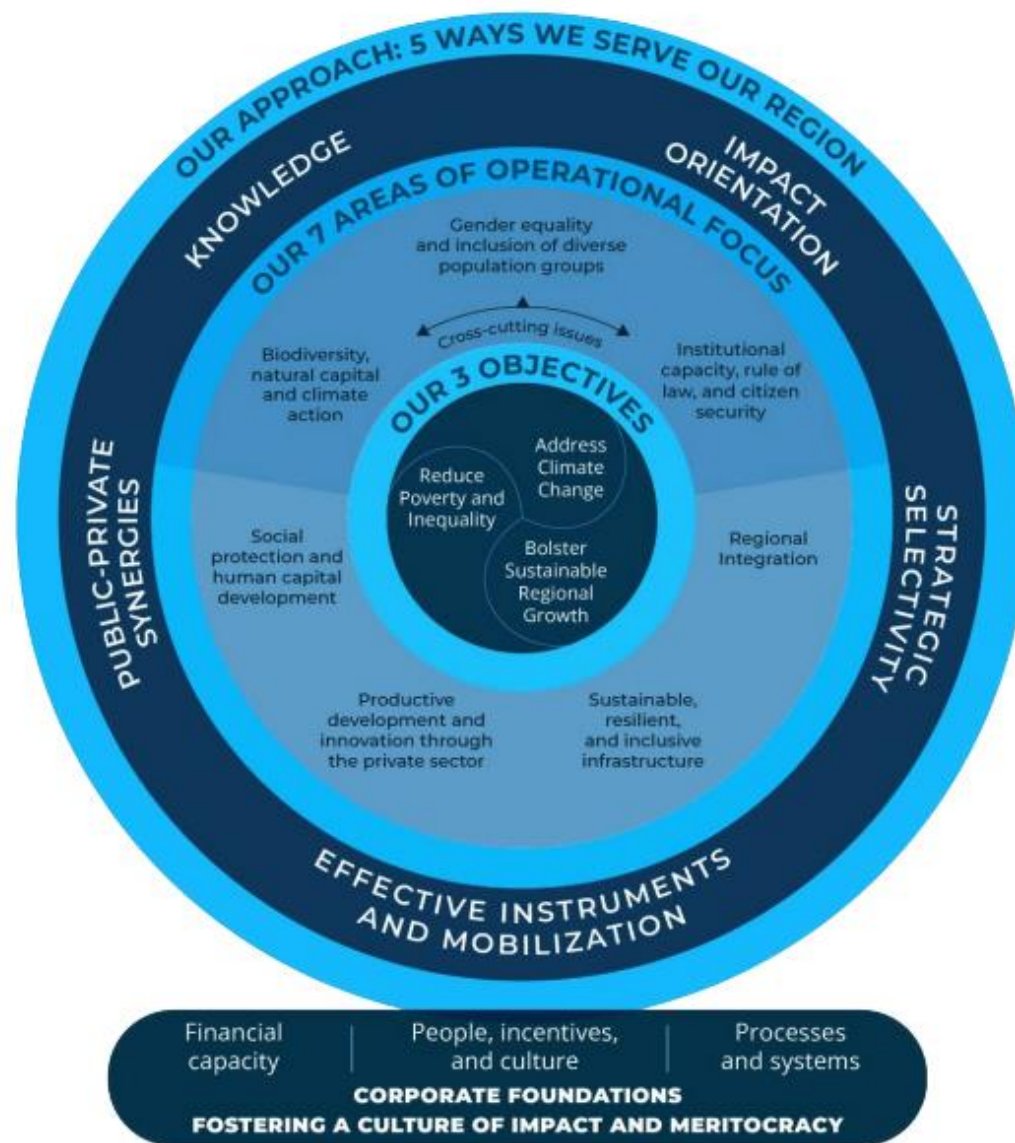 OUR APPROACH: 5 WAYS WE SERVE OUR REGION
KNOWLEDGE
IMPACT
ORIENTATION
OUR 7 AREAS OF OPERATIONAL FOCUS
Gender equality
and inclusion of diverse
population groups
Cross-cutting issues
Biodiversity,
natural capital
and climate
action
Institutional
capacity, rule of
law, and citizen
security
OUR 3 OBJECTIVES
Address
Climate
Change
Reduce
Poverty and
Inequality
Bolster
Sustainable
Regional
Growth
PUBLIC-PRIVATE
SYNERGIES
STRATEGIC
SELECTIVITY
Social
protection and
human capital
development
Regional
Integration
Productive
development and
innovation through
the private sector
Sustainable,
resilient,
and inclusive
infrastructure
EFFECTIVE INSTRUMENTS
AND MOBILIZATION
Financial
capacity
People, incentives,
and culture
Processes
and systems
CORPORATE FOUNDATIONS
FOSTERING A CULTURE OF IMPACT AND MERITOCRACY